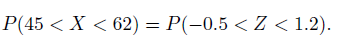 P(45 < X < 62) = P(−0.5 < Z < 1.2).